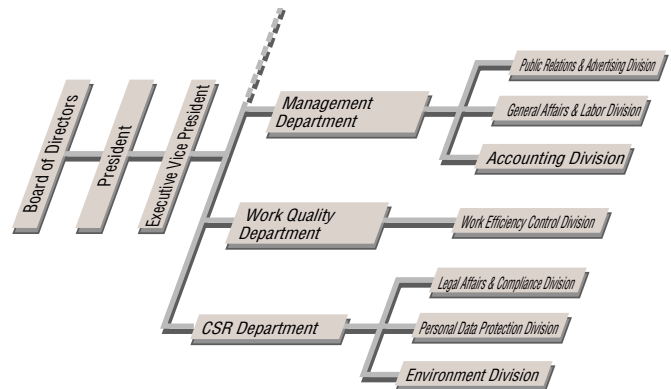 Board of Directors
President
Executive Vice President
Management
Department
Public Relations & Advertising Division
General Affairs & Labor Division
Accounting Division
Work Quality
Department
Work Efficiency Control Division
CSR Department
Legal Affairs & Compliance Division
Personal Data Protection Division
Environment Division